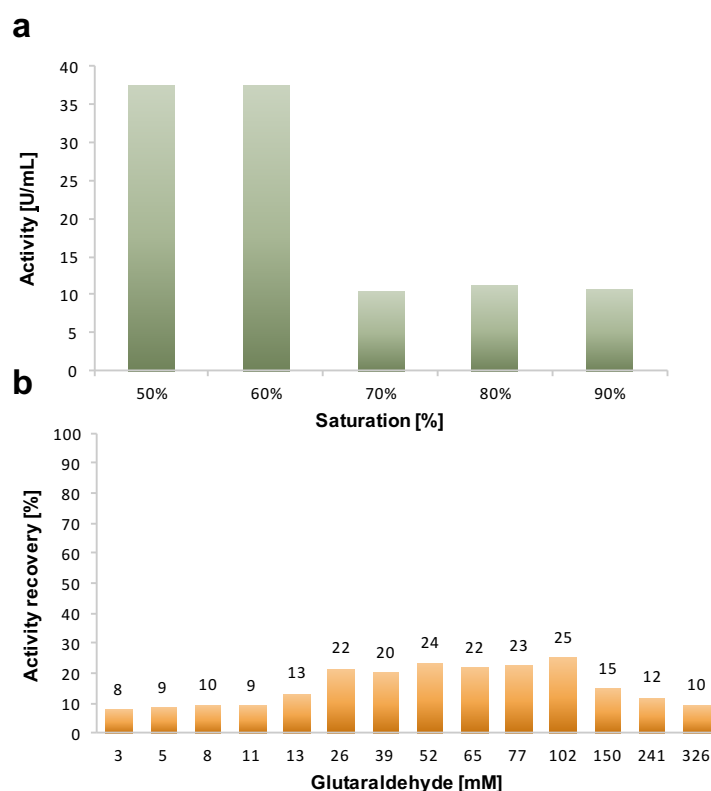 a
Activity [U/mL]
40
35
30
25
20
15
10
5
0
50% 60% 70% 80% 90%
Saturation [%]
b
Activity recovery [%]
100
90
80
70
60
50
40
30
20
10
0
8 9 10 9 13 22 20 24 22 23 25 15 12 10
3 5 8 11 13 26 39 52 65 77 102 150 241 326
Glutaraldehyde [mM]